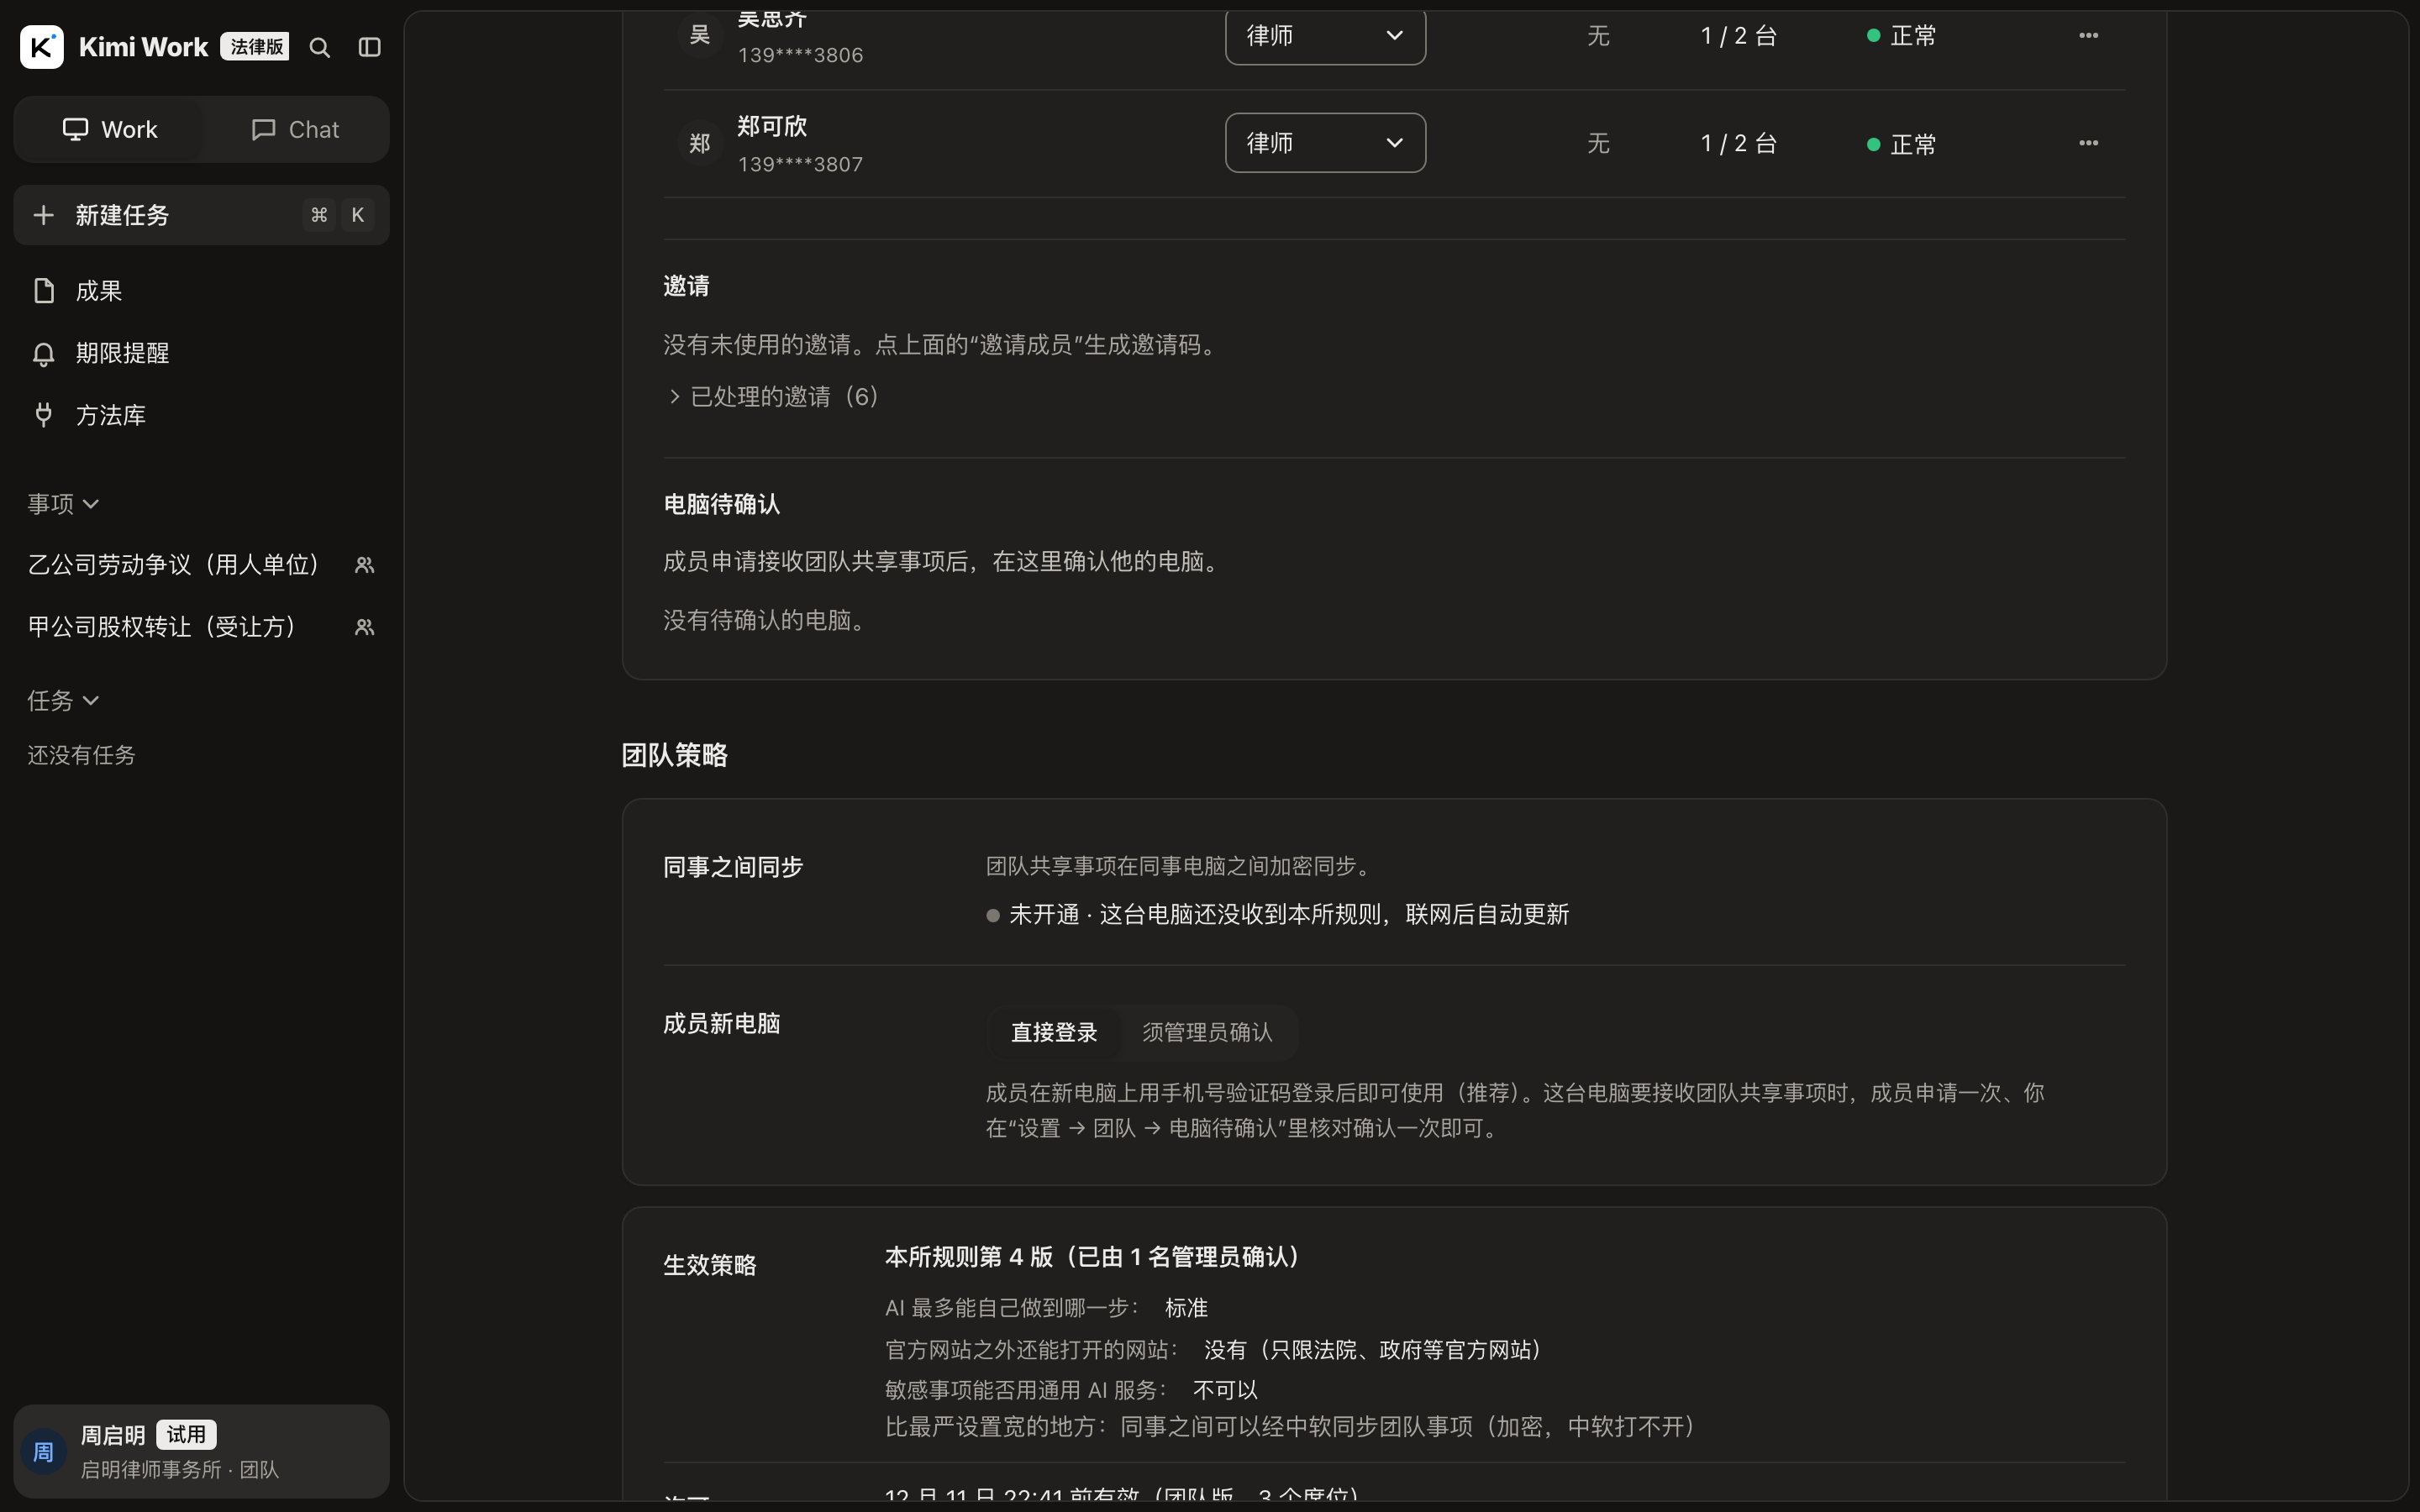 Kimi Work 法律版
Work
Chat
新建任务 ⌘ K
成果
期限提醒
方法库
事项
乙公司劳动争议（用人单位）
甲公司股权转让（受让方）
任务
还没有任务
周
周启明 试用
启明律师事务所 · 团队
吴 吴思齐
139****3806
律师
无
1 / 2 台
正常
郑 郑可欣
139****3807
律师
无
1 / 2 台
正常
邀请
没有未使用的邀请。点上面的“邀请成员”生成邀请码。
已处理的邀请（6）
电脑待确认
成员申请接收团队共享事项后，在这里确认他的电脑。
没有待确认的电脑。
团队策略
同事之间同步
团队共享事项在同事电脑之间加密同步。
未开通 · 这台电脑还没收到本所规则，联网后自动更新
成员新电脑
直接登录 须管理员确认
成员在新电脑上用手机号验证码登录后即可使用（推荐）。这台电脑要接收团队共享事项时，成员申请一次、你
在“设置 → 团队 → 电脑待确认”里核对确认一次即可。
生效策略
本所规则第 4 版（已由 1 名管理员确认）
AI 最多能自己做到哪一步： 标准
官方网站之外还能打开的网站： 没有（只限法院、政府等官方网站）
敏感事项能否用通用 AI 服务： 不可以
比最严设置宽的地方：同事之间可以经中软同步团队事项（加密，中软打不开）
12 月 11 日 22:41 前有效（团队版，3 个席位）